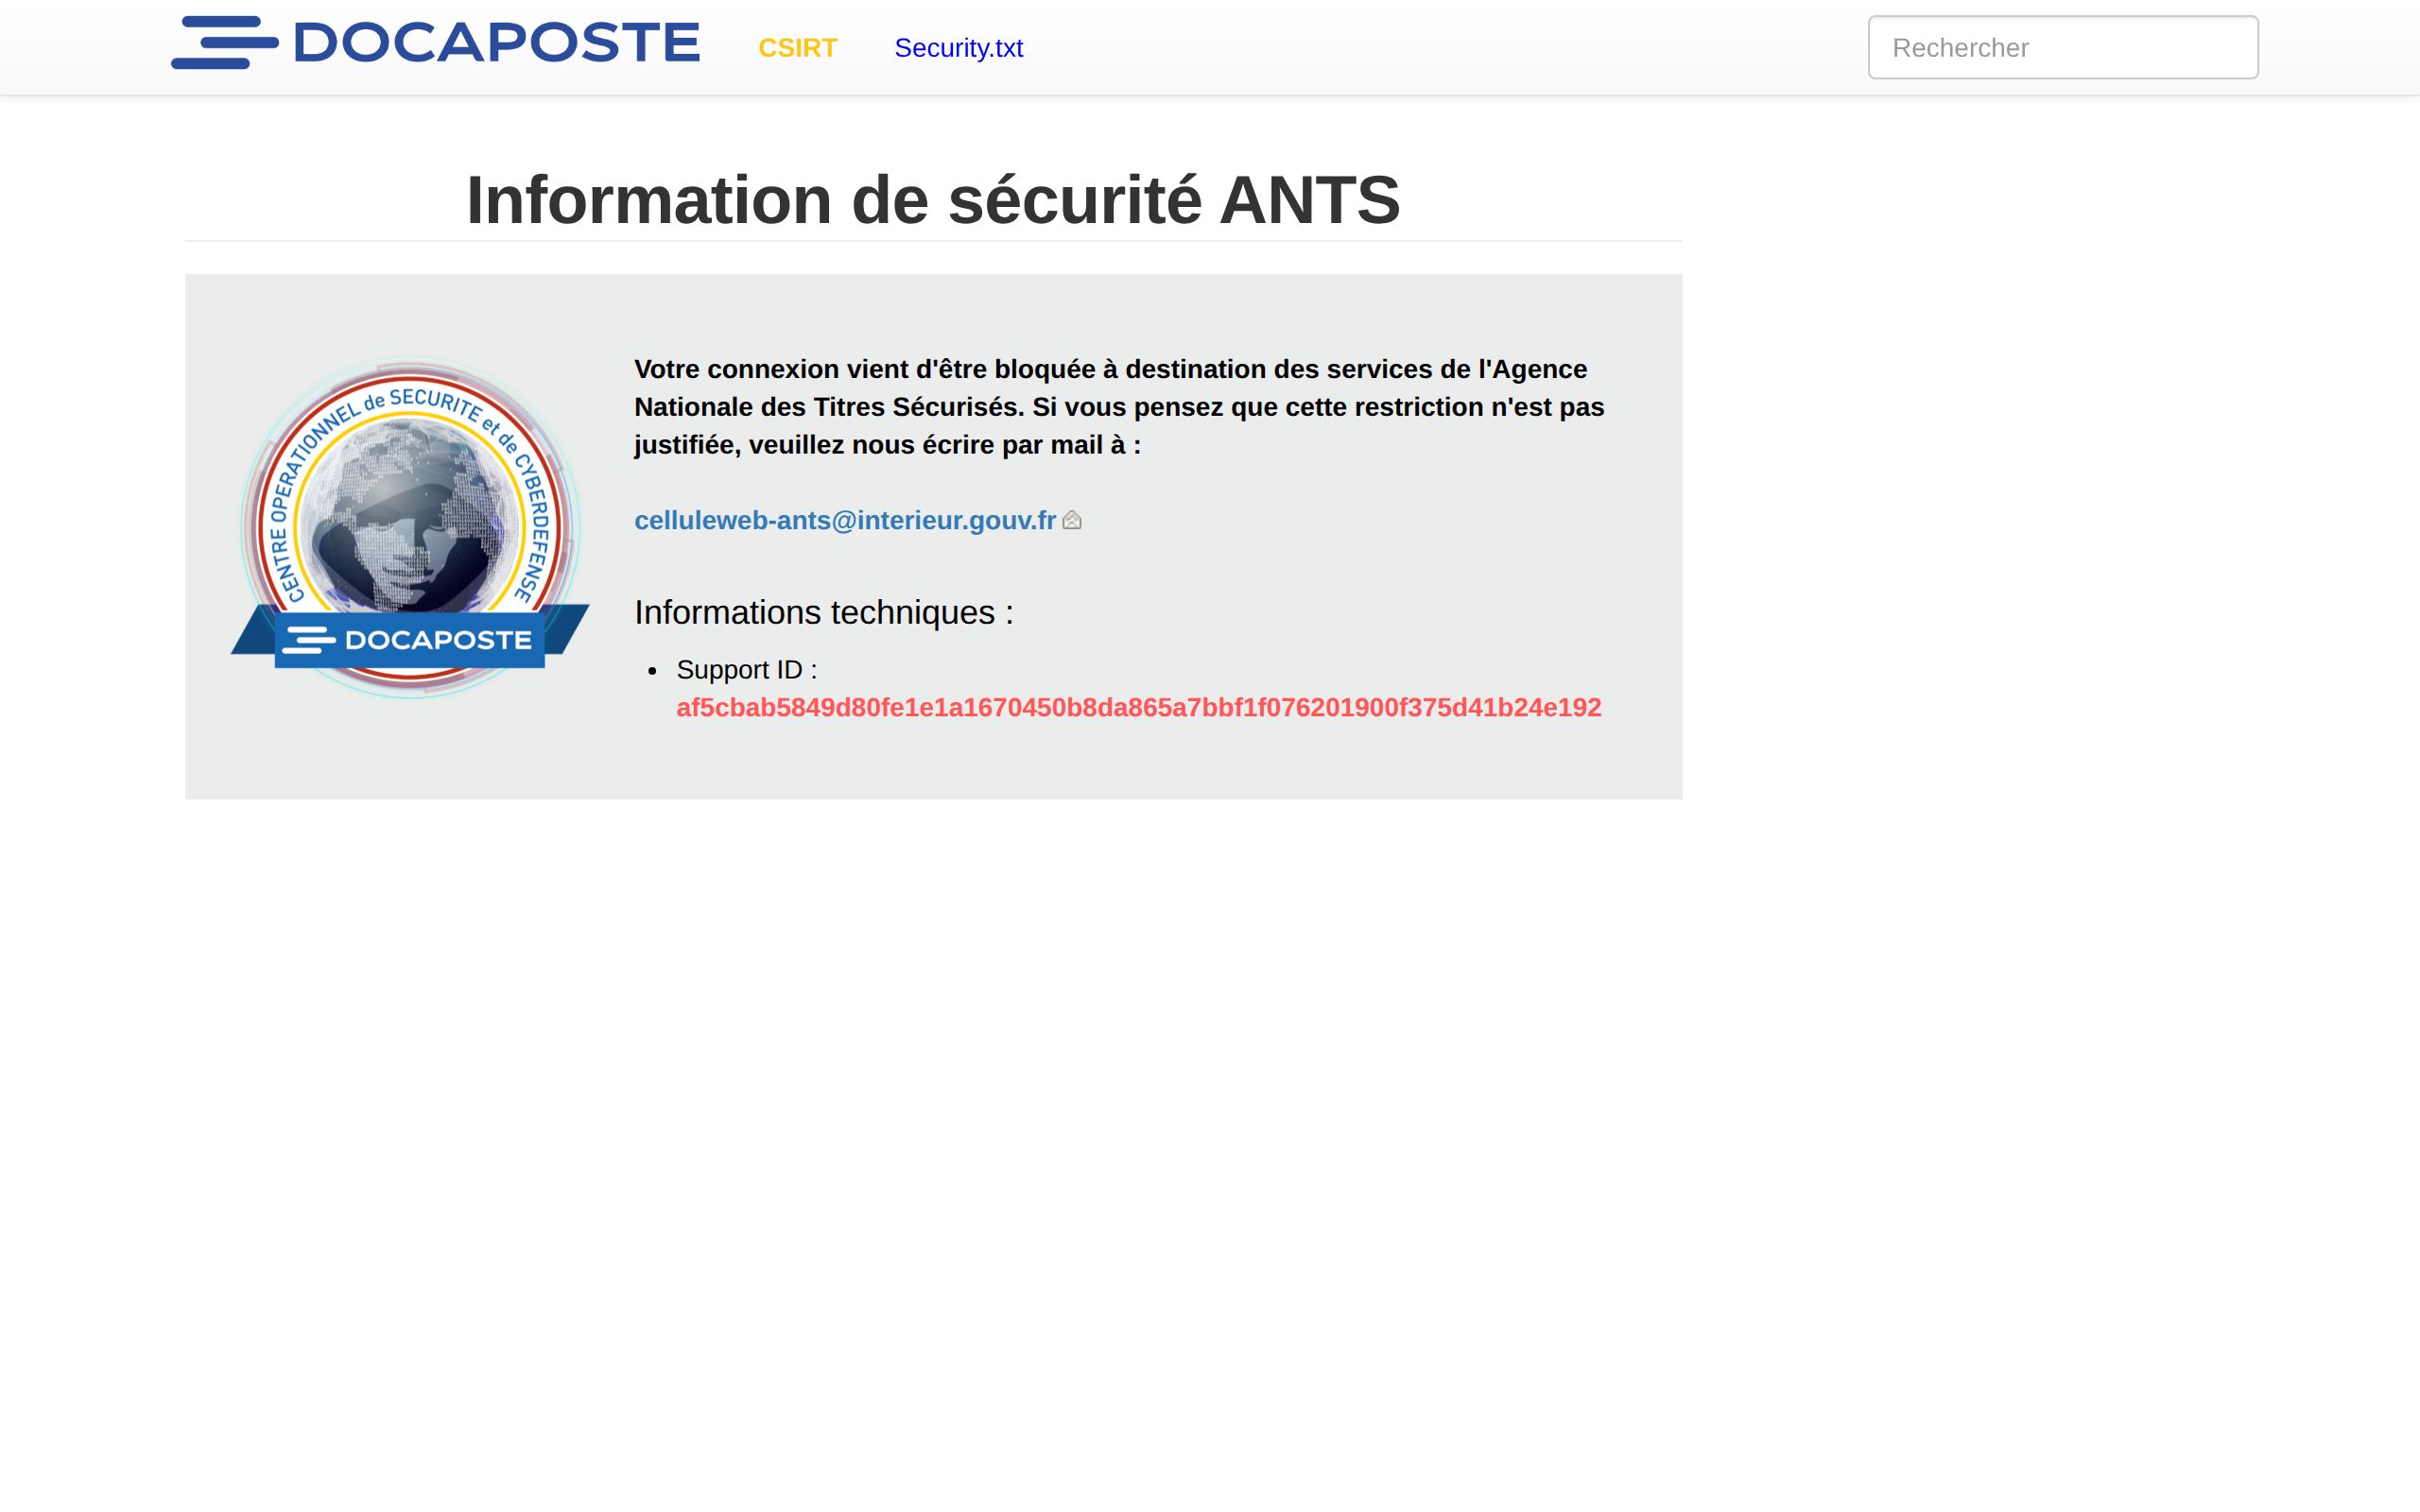 DOCAPOSTE CSIRT Security.txt Rechercher
Information de sécurité ANTS
CENTRE OPERATIONNEL de SECURITE et de CYBERDEFENSE
DOCAPOSTE
Votre connexion vient d'être bloquée à destination des services de l'Agence
Nationale des Titres Sécurisés. Si vous pensez que cette restriction n'est pas
justifiée, veuillez nous écrire par mail à :
celluleweb-ants@interieur.gouv.fr
Informations techniques :
• Support ID :
af5cbab5849d80fe1e1a1670450b8da865a7bbf1f076201900f375d41b24e192